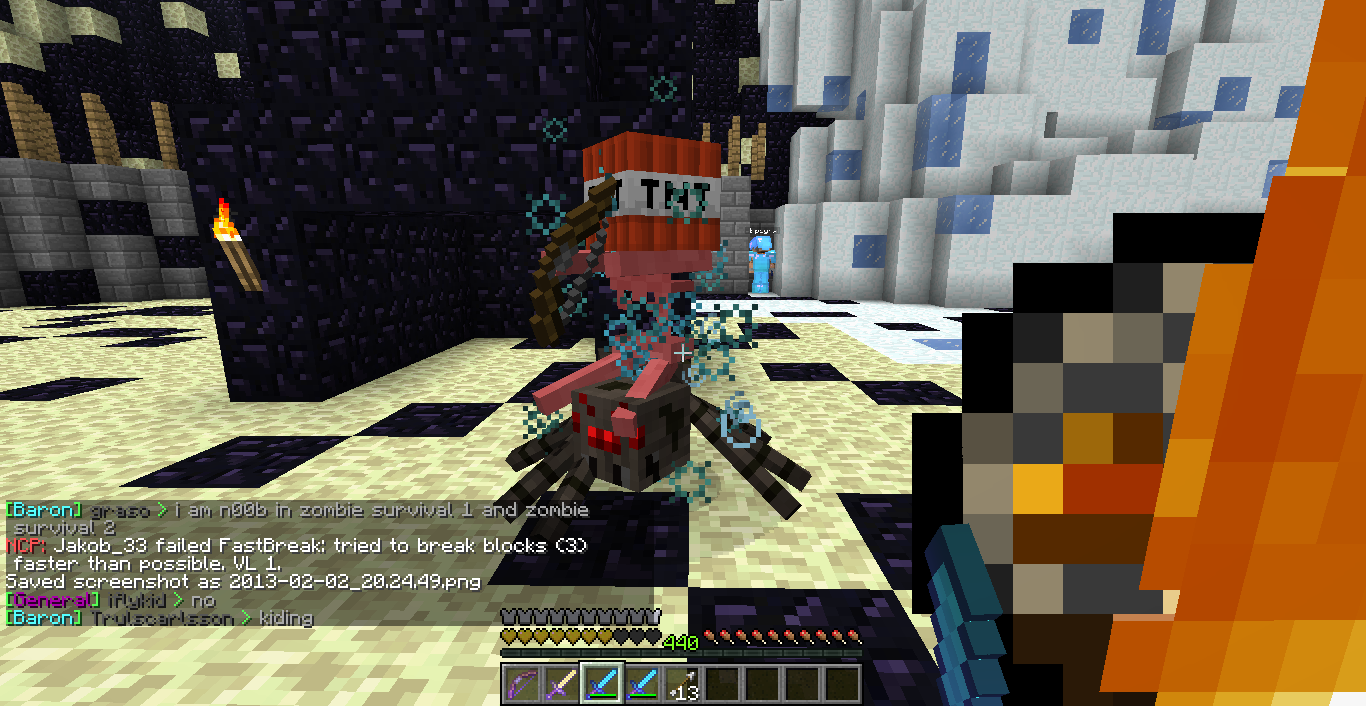 TNT
[Baron] graso > i am n00b in zombie survival 1 and zombie
survival 2
NCP: Jakob_33 failed FastBreak: tried to break blocks (3)
faster than possible. VL 1.
Saved screenshot as 2013-02-02_20.24.49.png
[General] iflykid > no
[Baron] Trulscarlsson > kiding
440
13